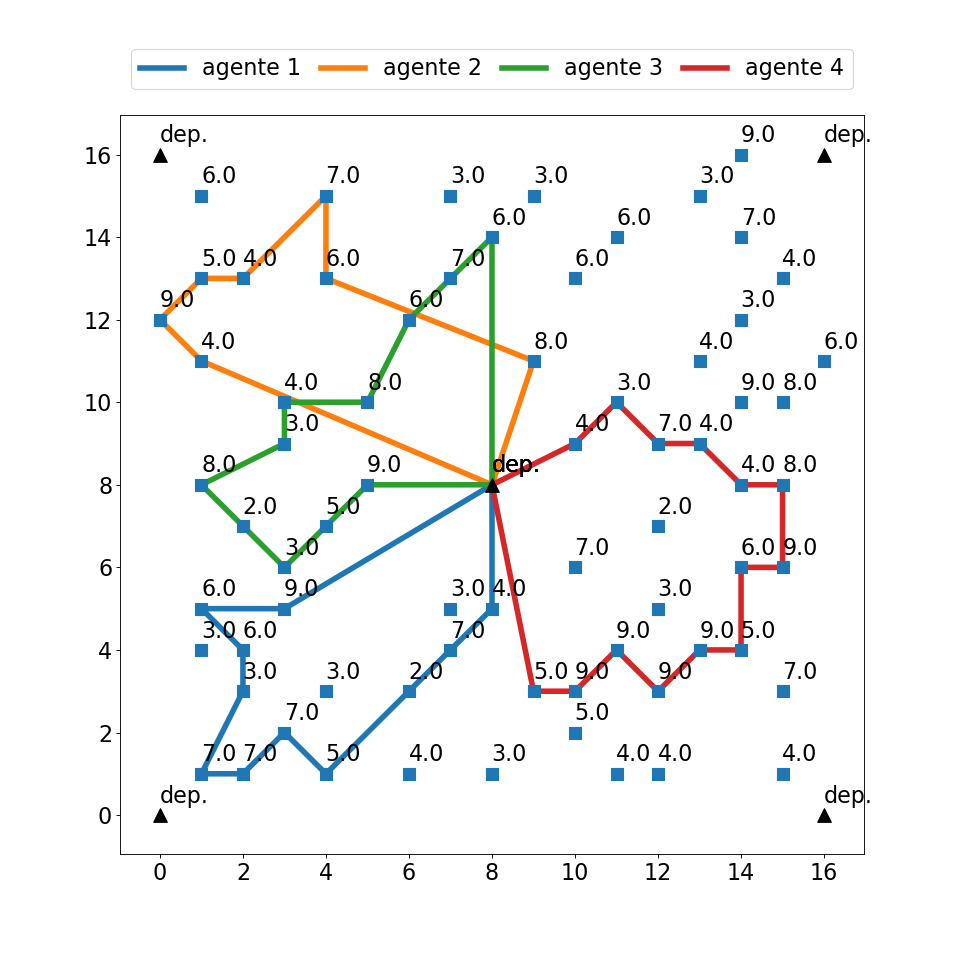 agente 1 agente 2 agente 3 agente 4
dep. 9.0 dep.
16
6.0 7.0 3.0 3.0 3.0
6.0 6.0 7.0
14
5.0 4.0 6.0 7.0 6.0 4.0
9.0 6.0 3.0
12
4.0 8.0 4.0 6.0
4.0 8.0 3.0 9.0 8.0
10
3.0 4.0 7.0 4.0
8.0 9.0 dep. dep. 4.0 8.0
8
2.0 5.0 2.0
3.0 7.0 6.0 9.0
6
6.0 9.0 3.0 4.0 3.0
3.0 6.0 7.0 9.0 9.0 5.0
4
3.0 3.0 2.0 5.0 9.0 9.0 7.0
7.0 5.0
2
7.0 7.0 5.0 4.0 3.0 4.0 4.0 4.0
dep. dep.
0
0 2 4 6 8 10 12 14 16